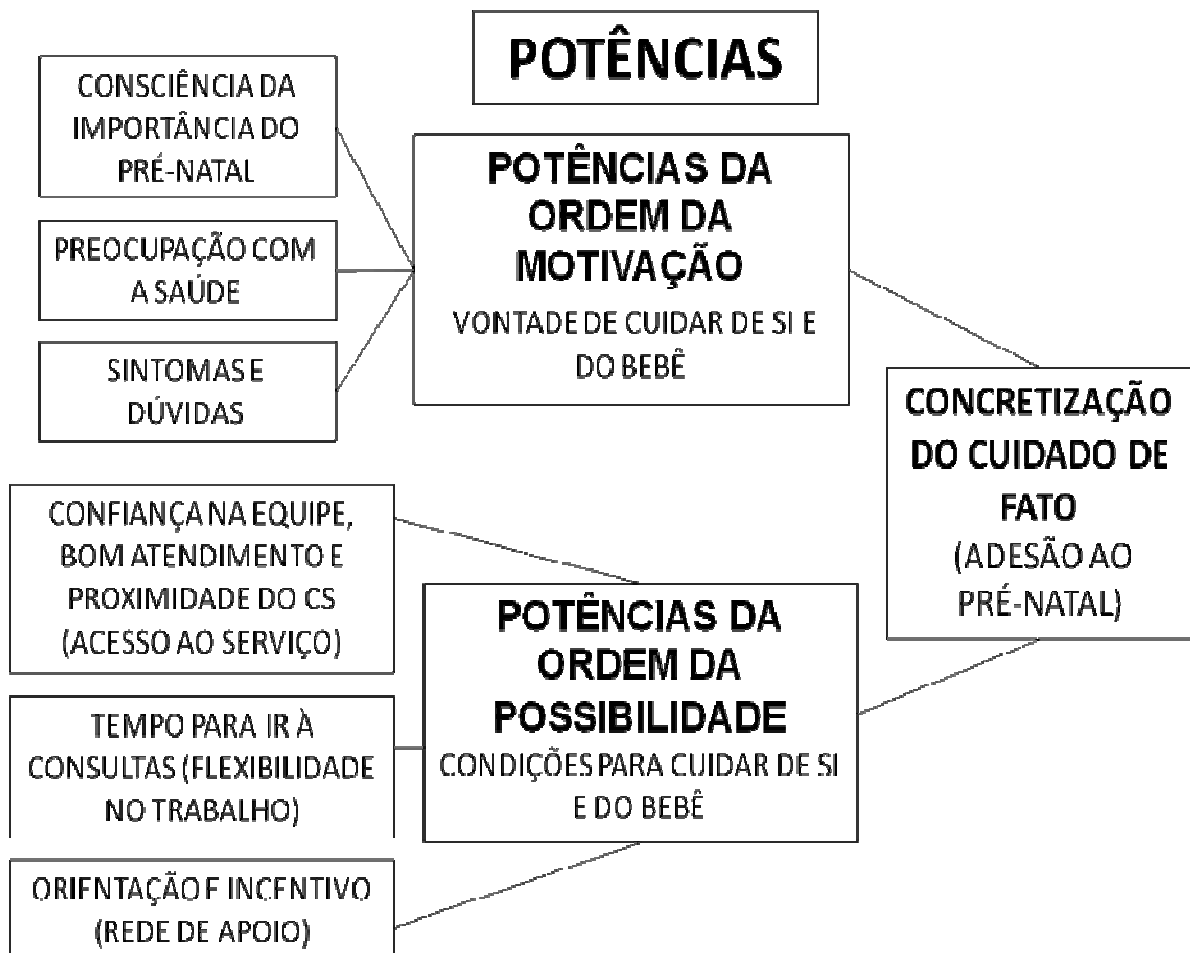 POTÊNCIAS
CONSCIÊNCIA DA
IMPORTÂNCIA DO
PRÉ-NATAL
PREOCUPAÇÃO COM
A SAÚDE
SINTOMAS E
DÚVIDAS
POTÊNCIAS DA
ORDEM DA
MOTIVAÇÃO
VONTADE DE CUIDAR DE SI E
DO BEBÊ
CONFIANÇA NA EQUIPE,
BOM ATENDIMENTO E
PROXIMIDADE DO CS
(ACESSO AO SERVIÇO)
TEMPO PARA IR À
CONSULTAS (FLEXIBILIDADE
NO TRABALHO)
ORIENTAÇÃO E INCENTIVO
(REDE DE APOIO)
POTÊNCIAS DA
ORDEM DA
POSSIBILIDADE
CONDIÇÕES PARA CUIDAR DE SI
E DO BEBÊ
CONCRETIZAÇÃO
DO CUIDADO DE
FATO
(ADESÃO AO
PRÉ-NATAL)